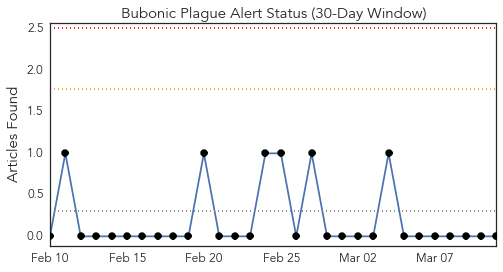 Bubonic Plague Alert Status (30-Day Window)
Articles Found
2.5
2.0
1.5
1.0
0.5
0.0
Feb 10
Feb 15
Feb 20
Feb 25
Mar 02
Mar 07